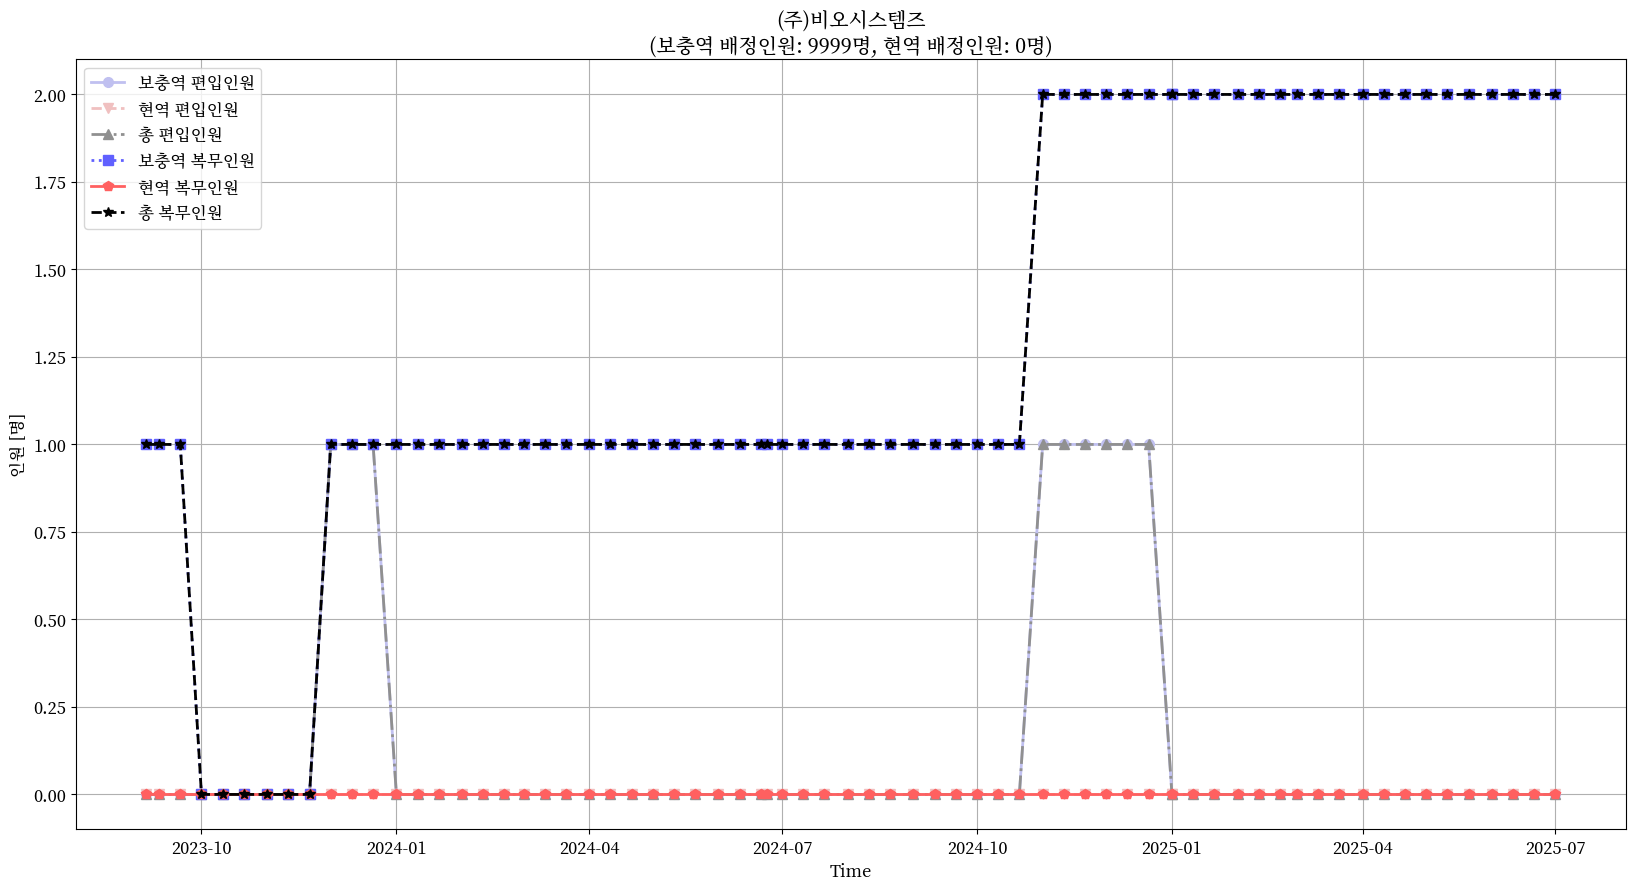 (주)비오시스템즈
(보충역 배정인원: 9999명, 현역 배정인원: 0명)
보충역 편입인원
현역 편입인원
총 편입인원
보충역 복무인원
현역 복무인원
총 복무인원
인원 [명]
2.00
1.75
1.50
1.25
1.00
0.75
0.50
0.25
0.00
2023-10
2024-01
2024-04
2024-07
2024-10
2025-01
2025-04
2025-07
Time